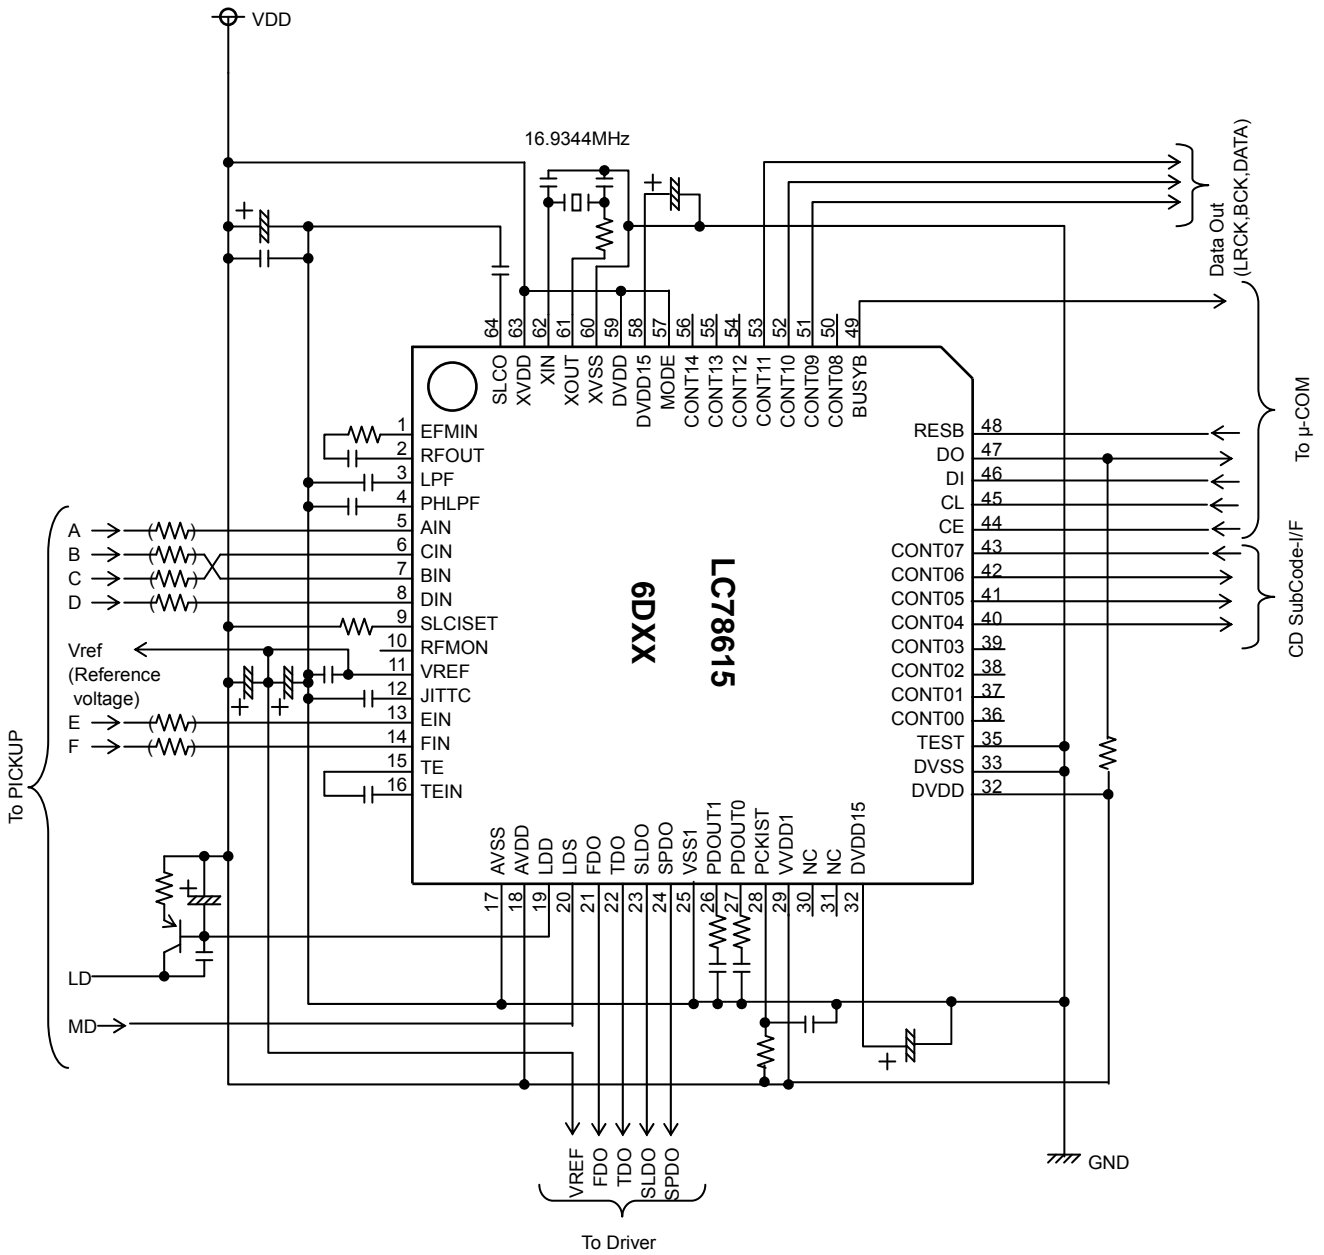 VDD
16.9344MHz
Data Out
(LRCK,BCK,DATA)
64
63
62
61
60
59
58
57
56
55
54
53
52
51
50
49
SLCO
XVDD
XIN
XOUT
XVSS
DVDD
DVDD15
MODE
CONT14
CONT13
CONT12
CONT11
CONT10
CONT09
CONT08
BUSYB
1 EFMIN
2 RFOUT
3 LPF
4 PHLPF
A 5 AIN
B 6 CIN
C 7 BIN
D 8 DIN
9 SLCISET
10 RFMON
11 VREF
12 JITTC
E 13 EIN
F 14 FIN
15 TE
16 TEIN
Vref
(Reference
voltage)
To PICKUP
LD
MD
LC78615
6DXX
RESB 48
DO 47
DI 46
CL 45
CE 44
CONT07 43
CONT06 42
CONT05 41
CONT04 40
CONT03 39
CONT02 38
CONT01 37
CONT00 36
TEST 35
DVSS 33
DVDD 32
To μ-COM
CD SubCode-I/F
AVSS
AVDD
LDD
LDS
FDO
TDO
SLDO
SPDO
VSS1
PDOUT1
PDOUT0
PCKIST
VVDD1
NC
NC
DVDD15
17
18
19
20
21
22
23
24
25
26
27
28
29
30
31
32
GND
VREF
FDO
TDO
SLDO
SPDO
To Driver